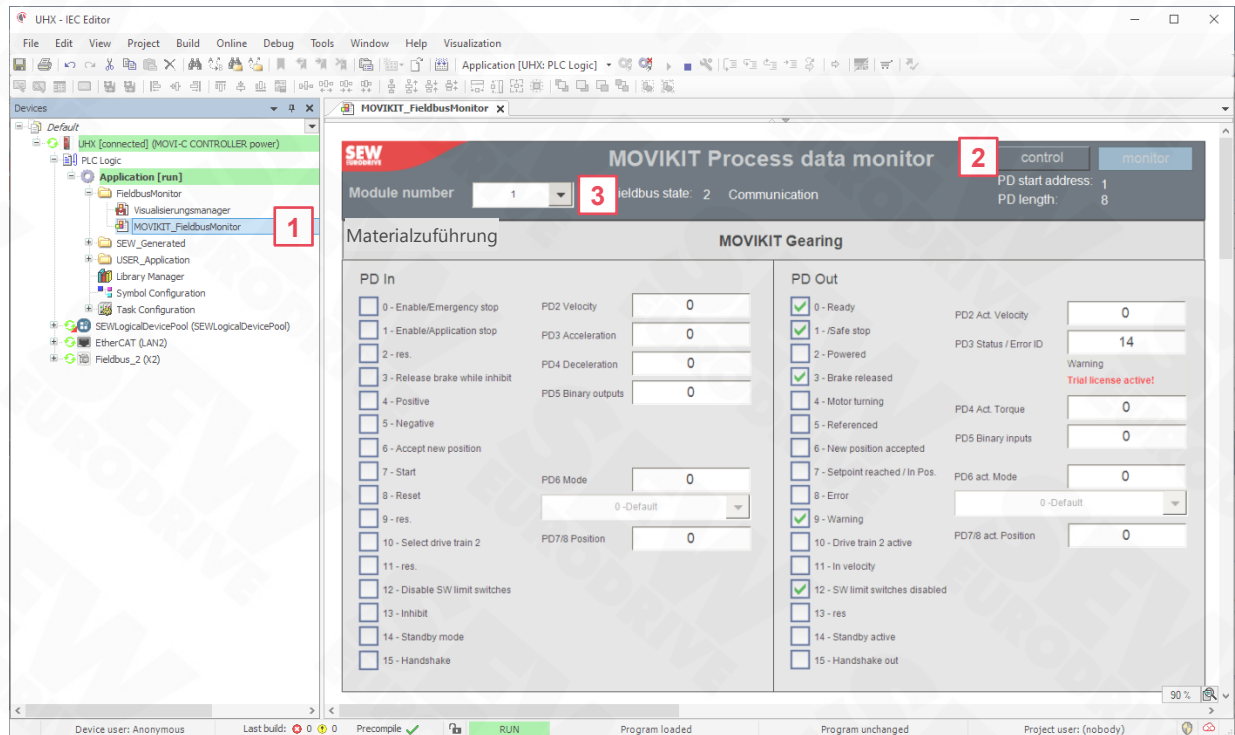 UHX - IEC Editor
File Edit View Project Build Online Debug Tools Window Help Visualization
Application [UHX: PLC Logic]
Devices
MOVIKIT_FieldbusMonitor
Default
UHX [connected] (MOVI-C CONTROLLER power)
PLC Logic
Application [run]
FieldbusMonitor
Visualisierungsmanager
MOVIKIT_FieldbusMonitor
1
SEW_Generated
USER_Application
Library Manager
Symbol Configuration
Task Configuration
SEWLogicalDevicePool (SEWLogicalDevicePool)
EtherCAT (LAN2)
Fieldbus_2 (X2)
SEW
EURODRIVE
MOVIKIT Process data monitor
2
control monitor
PD start address: 1
PD length: 8
Module number 1
3
ieldbus state: 2 Communication
Materialzuführung
MOVIKIT Gearing
PD In
0 - Enable/Emergency stop
1 - Enable/Application stop
2 - res.
3 - Release brake while inhibit
4 - Positive
5 - Negative
6 - Accept new position
7 - Start
8 - Reset
9 - res.
10 - Select drive train 2
11 - res.
12 - Disable SW limit switches
13 - Inhibit
14 - Standby mode
15 - Handshake
PD2 Velocity 0
PD3 Acceleration 0
PD4 Deceleration 0
PD5 Binary outputs 0
PD6 Mode 0
0 -Default
PD7/8 Position 0
PD Out
0 - Ready
1 - /Safe stop
2 - Powered
3 - Brake released
4 - Motor turning
5 - Referenced
6 - New position accepted
7 - Setpoint reached / In Pos.
8 - Error
9 - Warning
10 - Drive train 2 active
11 - In velocity
12 - SW limit switches disabled
13 - res
14 - Standby active
15 - Handshake out
PD2 Act. Velocity 0
PD3 Status / Error ID 14
Warning
Trial license active!
PD4 Act. Torque 0
PD5 Binary inputs 0
PD6 act. Mode 0
0 -Default
PD7/8 act. Position 0
90 %
Device user: Anonymous Last build: 0 0 Precompile RUN Program loaded Program unchanged Project user: (nobody)
SEW
EURODRIVE